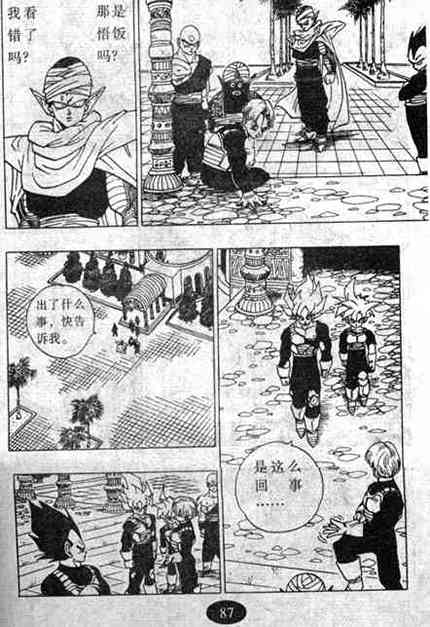 我看
错了
吗?
那是
悟饭
吗?
出了什么
事，快告
诉我。
是这么
回事
······
87